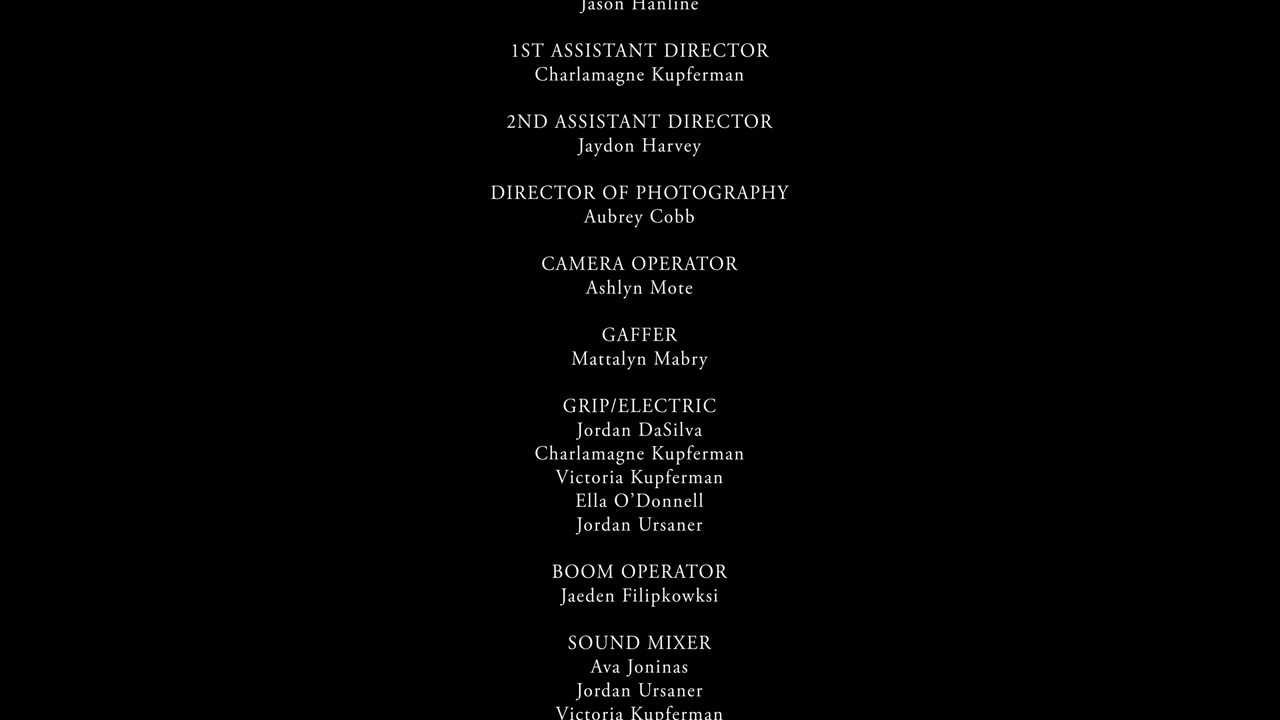 Jason Hanline
1ST ASSISTANT DIRECTOR
Charlamagne Kupferman
2ND ASSISTANT DIRECTOR
Jaydon Harvey
DIRECTOR OF PHOTOGRAPHY
Aubrey Cobb
CAMERA OPERATOR
Ashlyn Mote
GAFFER
Mattalyn Mabry
GRIP/ELECTRIC
Jordan DaSilva
Charlamagne Kupferman
Victoria Kupferman
Ella O’Donnell
Jordan Ursaner
BOOM OPERATOR
Jaeden Filipkowksi
SOUND MIXER
Ava Joninas
Jordan Ursaner
Victoria Kupferman